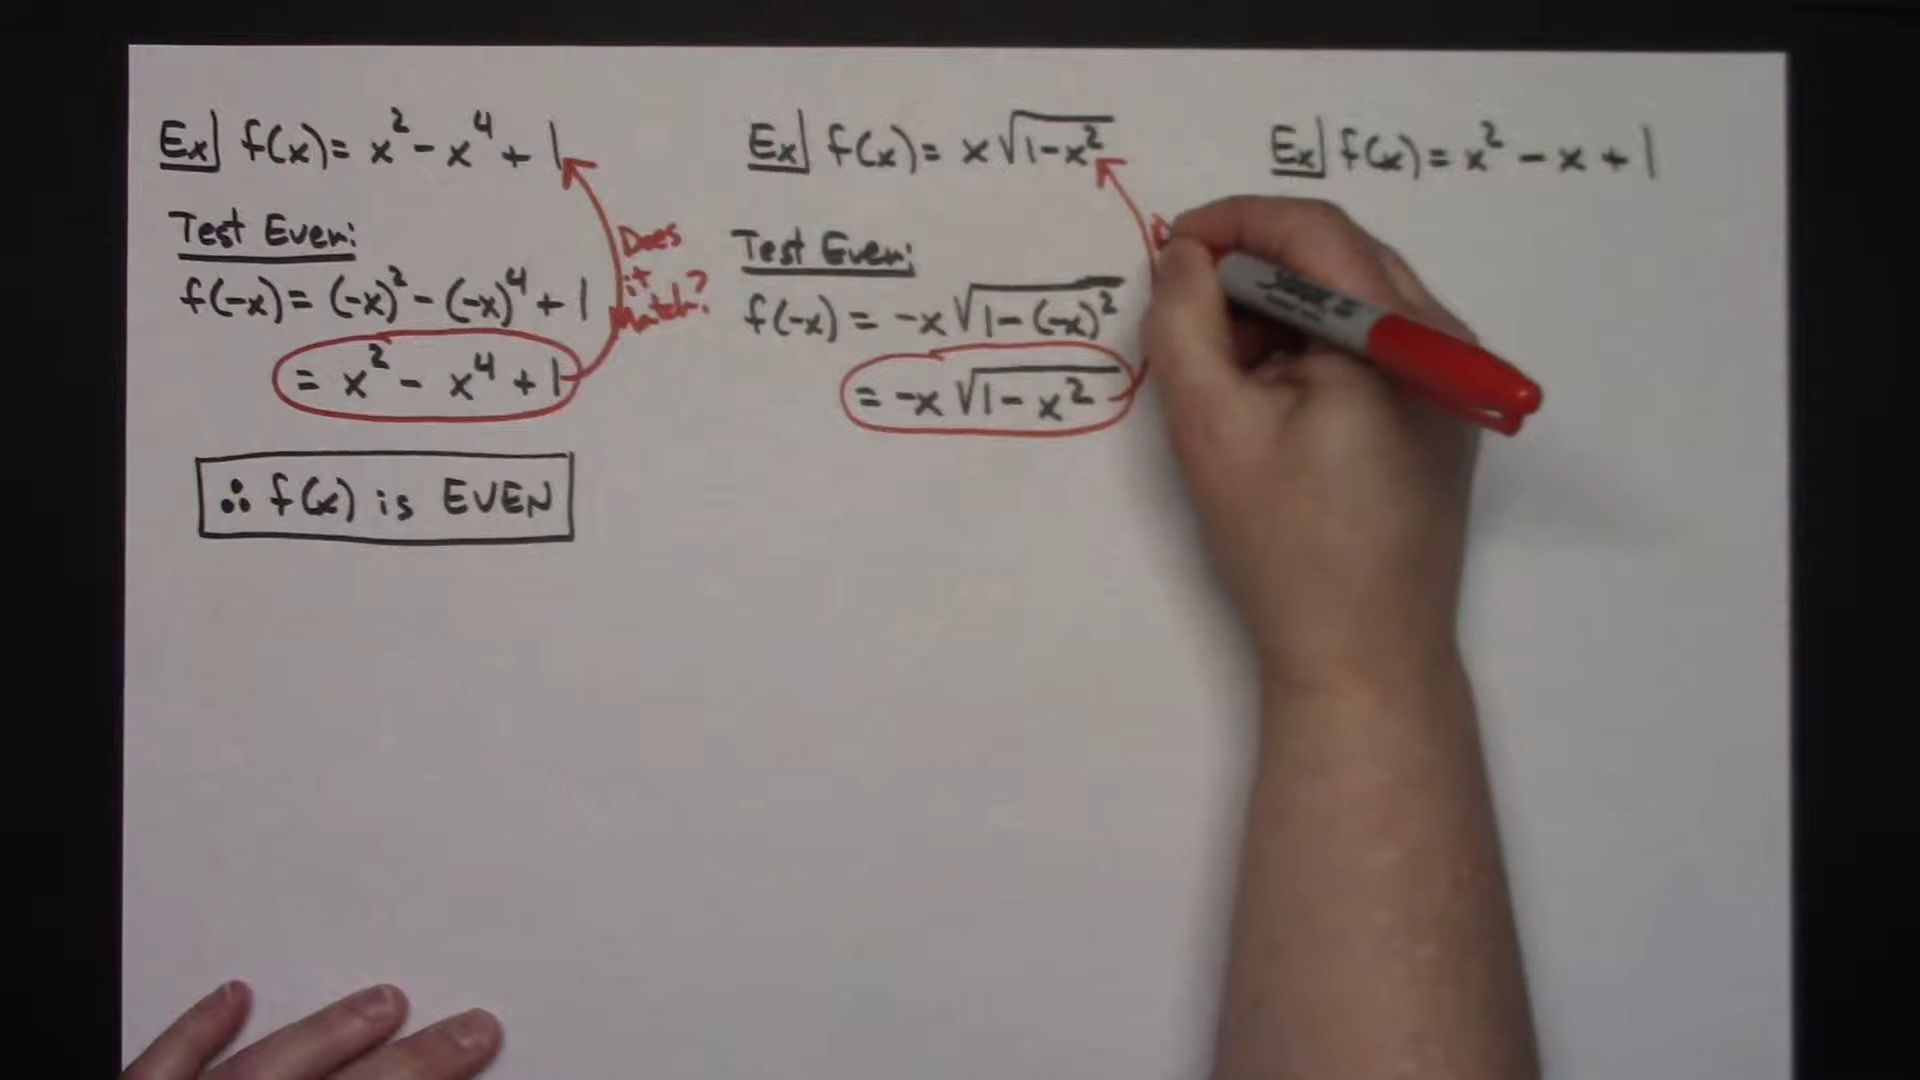 Ex f(x) = x² - x⁴ + 1
Test Even:
f(-x) = (-x)² - (-x)⁴ + 1
= x² - x⁴ + 1
Does
it
Match?
∴ f(x) is EVEN
Ex f(x) = x√1-x²
Test Even:
f(-x) = -x√1-(-x)²
= -x√1-x²
Ex f(x) = x² - x + 1